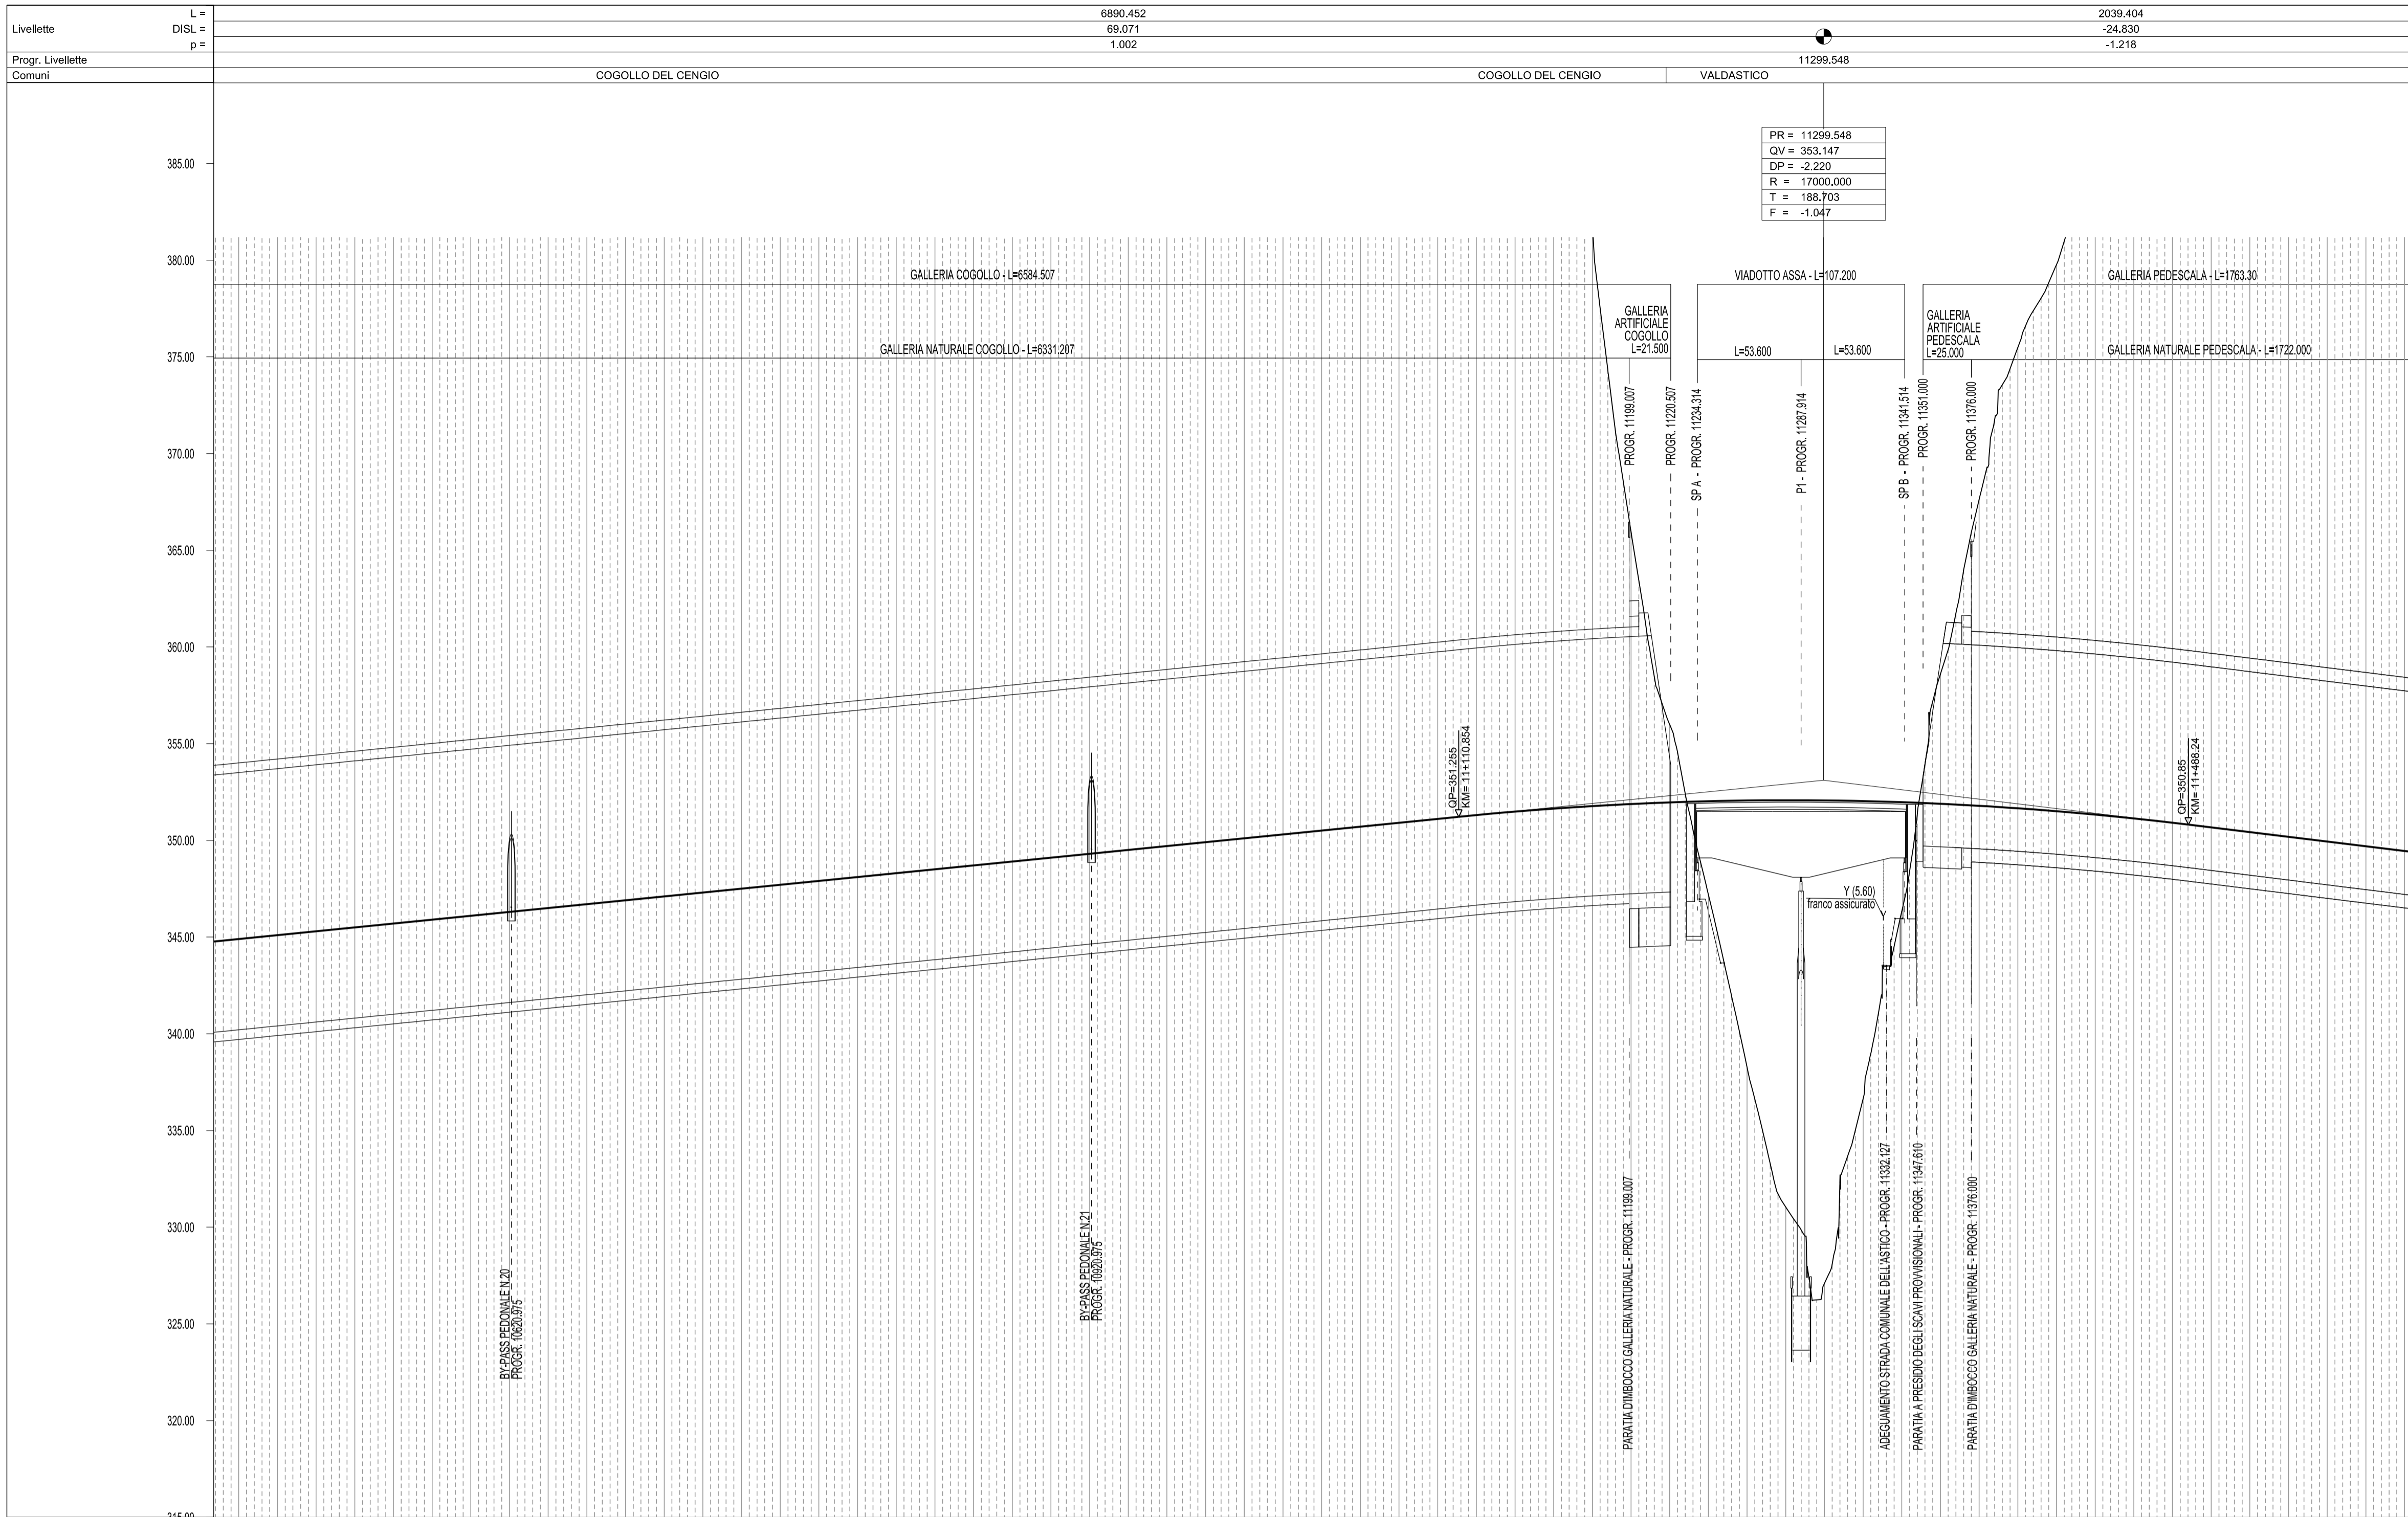 L =
6890.452
2039.404
Livellette
DISL =
69.071
-24.830
p =
1.002
-1.218
Progr. Livellette
11299.548
Comuni
COGOLLO DEL CENGIO
COGOLLO DEL CENGIO
VALDASTICO
PR = 11299.548
QV = 353.147
DP = -2.220
R = 17000.000
T = 188.703
F = -1.047
385.00
380.00
375.00
370.00
365.00
360.00
355.00
350.00
345.00
340.00
335.00
330.00
325.00
320.00
315.00
GALLERIA COGOLLO - L=6584.507
VIADOTTO ASSA - L=107.200
GALLERIA PEDESCALA - L=1763.30
GALLERIA
ARTIFICIALE
COGOLLO
L=21.500
GALLERIA
ARTIFICIALE
PEDESCALA
L=25.000
GALLERIA NATURALE COGOLLO - L=6331.207
L=53.600
L=53.600
GALLERIA NATURALE PEDESCALA - L=1722.000
PROGR. 11199.007
PROGR. 11220.507
SP A - PROGR. 11234.314
P1 - PROGR. 11287.914
SP B - PROGR. 11341.514
PROGR. 11351.000
PROGR. 11376.000
QP=351.255
KM= 11+110.854
QP=350.85
KM= 11+488.24
Y (5.60)
franco assicurato
BY-PASS PEDONALE N.20
PROGR. 10620.975
BY-PASS PEDONALE N.21
PROGR. 10920.975
PARATIA D'IMBOCCO GALLERIA NATURALE - PROGR. 11199.007
ADEGUAMENTO STRADA COMUNALE DELL'ASTICO - PROGR. 11332.127
PARATIA A PRESIDIO DEGLI SCAVI PROVVISIONALI - PROGR. 11347.610
PARATIA D'IMBOCCO GALLERIA NATURALE - PROGR. 11376.000